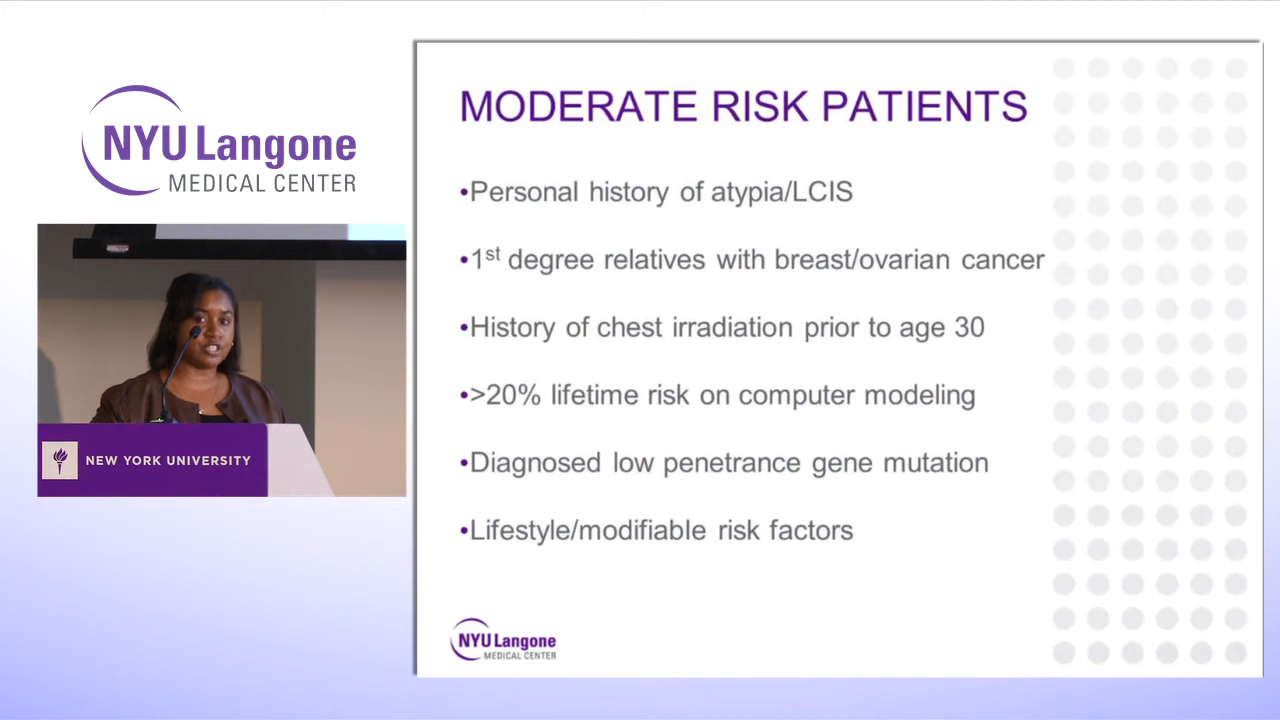 NYU Langone
MEDICAL CENTER
NEW YORK UNIVERSITY
MODERATE RISK PATIENTS
•Personal history of atypia/LCIS
•1st degree relatives with breast/ovarian cancer
•History of chest irradiation prior to age 30
•>20% lifetime risk on computer modeling
•Diagnosed low penetrance gene mutation
•Lifestyle/modifiable risk factors
NYU Langone
MEDICAL CENTER